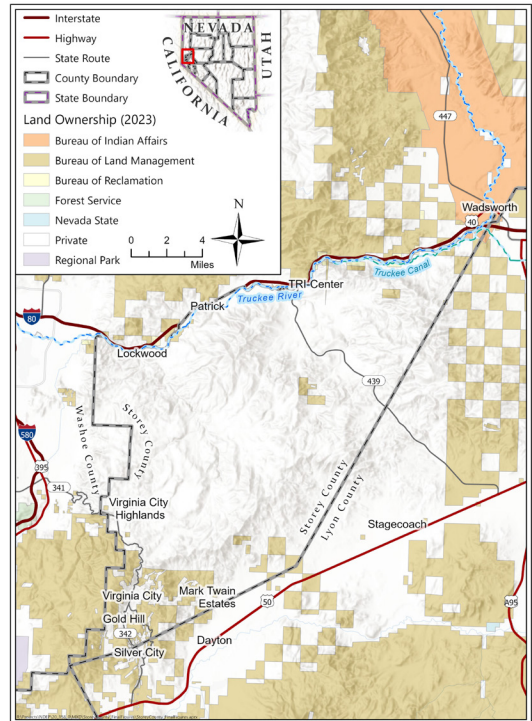 Interstate
Highway
State Route
County Boundary
State Boundary
Land Ownership (2023)
Bureau of Indian Affairs
Bureau of Land Management
Bureau of Reclamation
Forest Service
Nevada State
Private
Regional Park
NEVADA
CALIFORNIA
UTAH
N
0 2 4
Miles
447
Wadsworth
40
Truckee Canal
TRI-Center
Truckee River
Patrick
80
Lockwood
439
Storey County
Washoe County
580
395
341
Virginia City
Highlands
Storey County
Lyon County
Stagecoach
Mark Twain
Estates
50
A95
Virginia City
Gold Hill
342
Silver City
Dayton